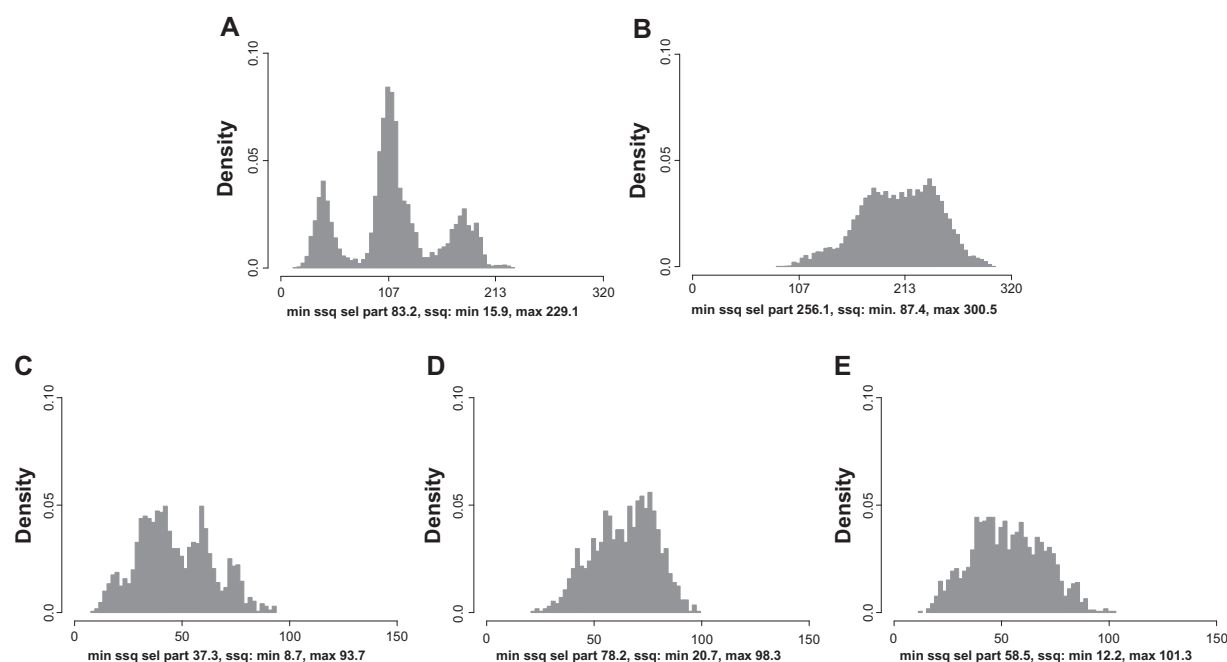 A
Density
0.10
0.05
0.0
0 107 213 320
min ssq sel part 83.2, ssq: min 15.9, max 229.1
B
Density
0.10
0.05
0.0
0 107 213 320
min ssq sel part 256.1, ssq: min. 87.4, max 300.5
C
Density
0.10
0.05
0.0
0 50 100 150
min ssq sel part 37.3, ssq: min 8.7, max 93.7
D
Density
0.10
0.05
0.0
0 50 100 150
min ssq sel part 78.2, ssq: min 20.7, max 98.3
E
Density
0.10
0.05
0.0
0 50 100 150
min ssq sel part 58.5, ssq: min 12.2, max 101.3